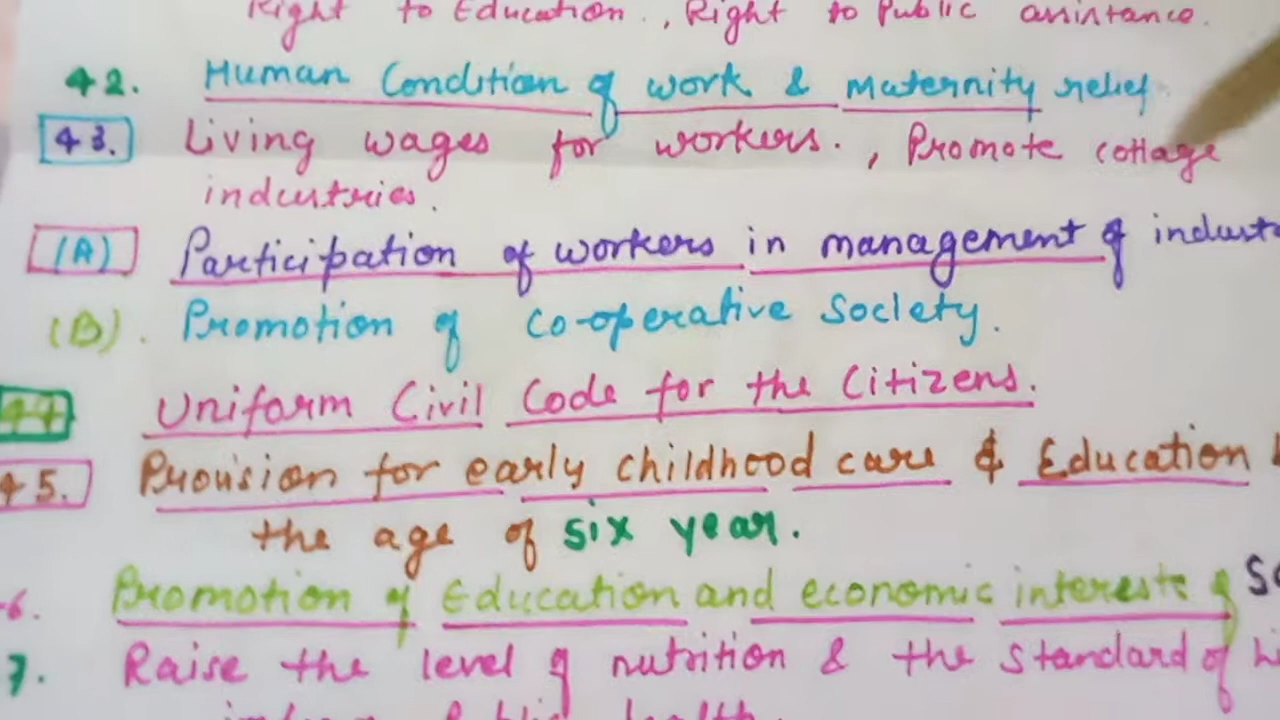 Right to Education., Right to Public assistance.
42. Human Condition of work & Maternity relief.
43. Living wages for workers., Promote cottage
industries.
(A) Participation of workers in management of
(B). Promotion of co-operative Society.
44 Uniform Civil Code for the Citizens.
45. Provision for early childhood care & Education
the age of six year.
6. Promotion of Education and economic interests of
7. Raise the level of nutrition & the standard of
health.